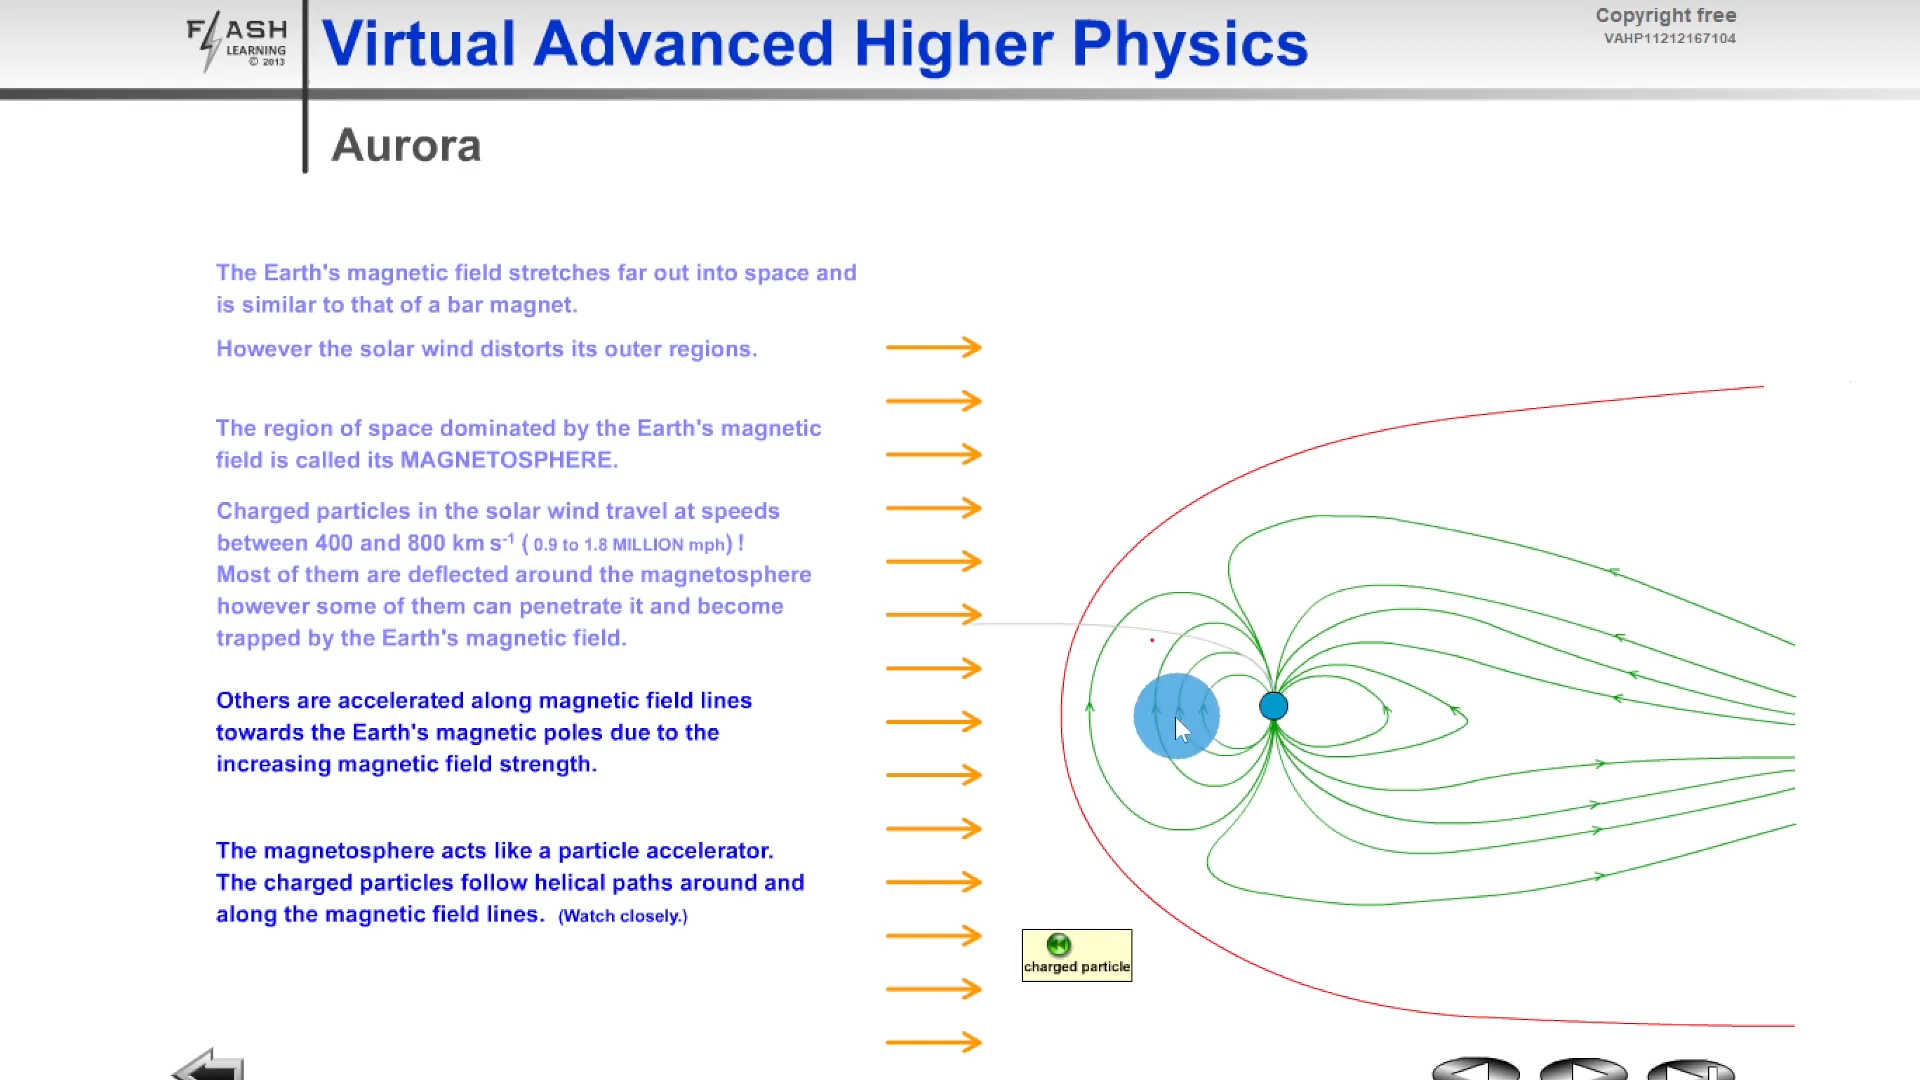 FLASH
LEARNING
© 2013
Virtual Advanced Higher Physics
Copyright free
VAHP11212167104
Aurora
The Earth's magnetic field stretches far out into space and
is similar to that of a bar magnet.
However the solar wind distorts its outer regions.
The region of space dominated by the Earth's magnetic
field is called its MAGNETOSPHERE.
Charged particles in the solar wind travel at speeds
between 400 and 800 km s⁻¹ ( 0.9 to 1.8 MILLION mph) !
Most of them are deflected around the magnetosphere
however some of them can penetrate it and become
trapped by the Earth's magnetic field.
Others are accelerated along magnetic field lines
towards the Earth's magnetic poles due to the
increasing magnetic field strength.
The magnetosphere acts like a particle accelerator.
The charged particles follow helical paths around and
along the magnetic field lines. (Watch closely.)
charged particle